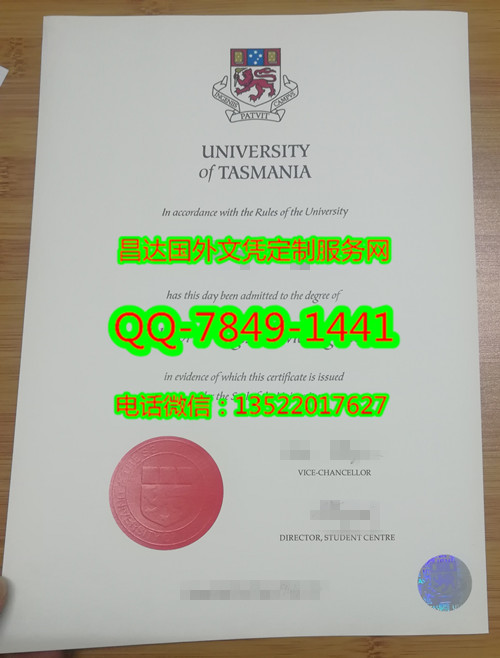 INGENIIS PATVIT CAMPVS
UNIVERSITY
of TASMANIA
In accordance with the Rules of the University
昌达国外文凭定制服务网
has this day been admitted to the degree of
QQ-7849-1441
in evidence of which this certificate is issued
电话微信：13522017627
VICE-CHANCELLOR
DIRECTOR, STUDENT CENTRE